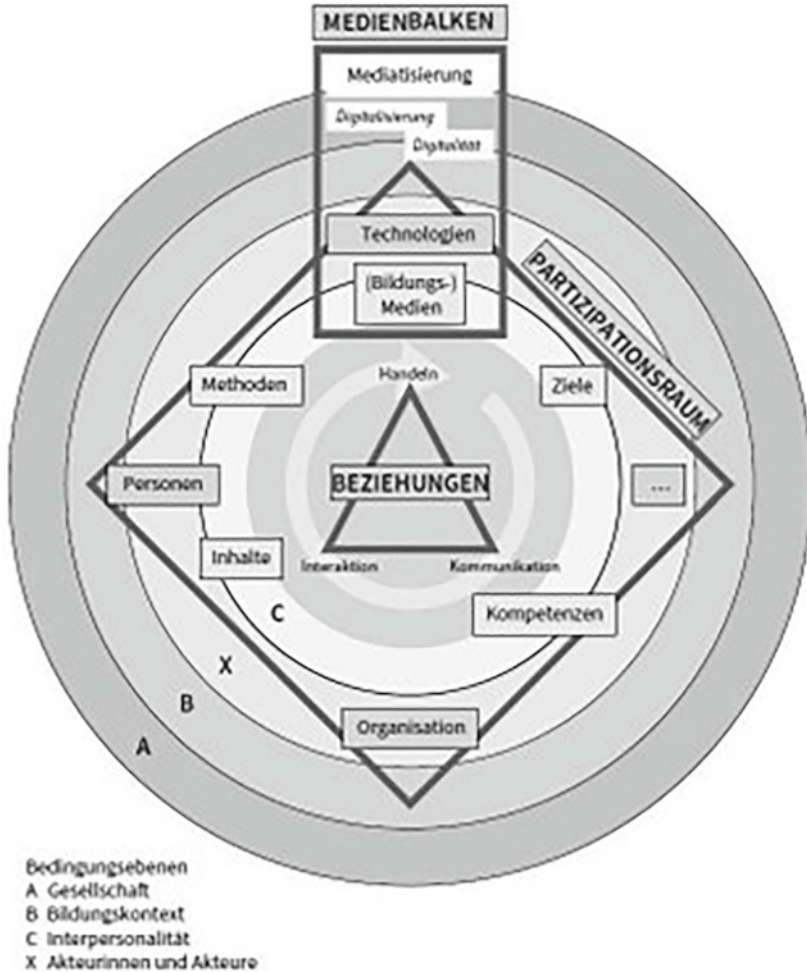 MEDIENBALKEN
Mediatisierung
Digitalisierung
Digitalität
Technologien
(Bildungs-)
Medien
PARTIZIPATIONSRAUM
Methoden
Handeln
Ziele
Personen
BEZIEHUNGEN
...
Inhalte
Interaktion
Kommunikation
C
Kompetenzen
X
B
Organisation
A
Bedingungsebenen
A Gesellschaft
B Bildungskontext
C Interpersonalität
X Akteurinnen und Akteure